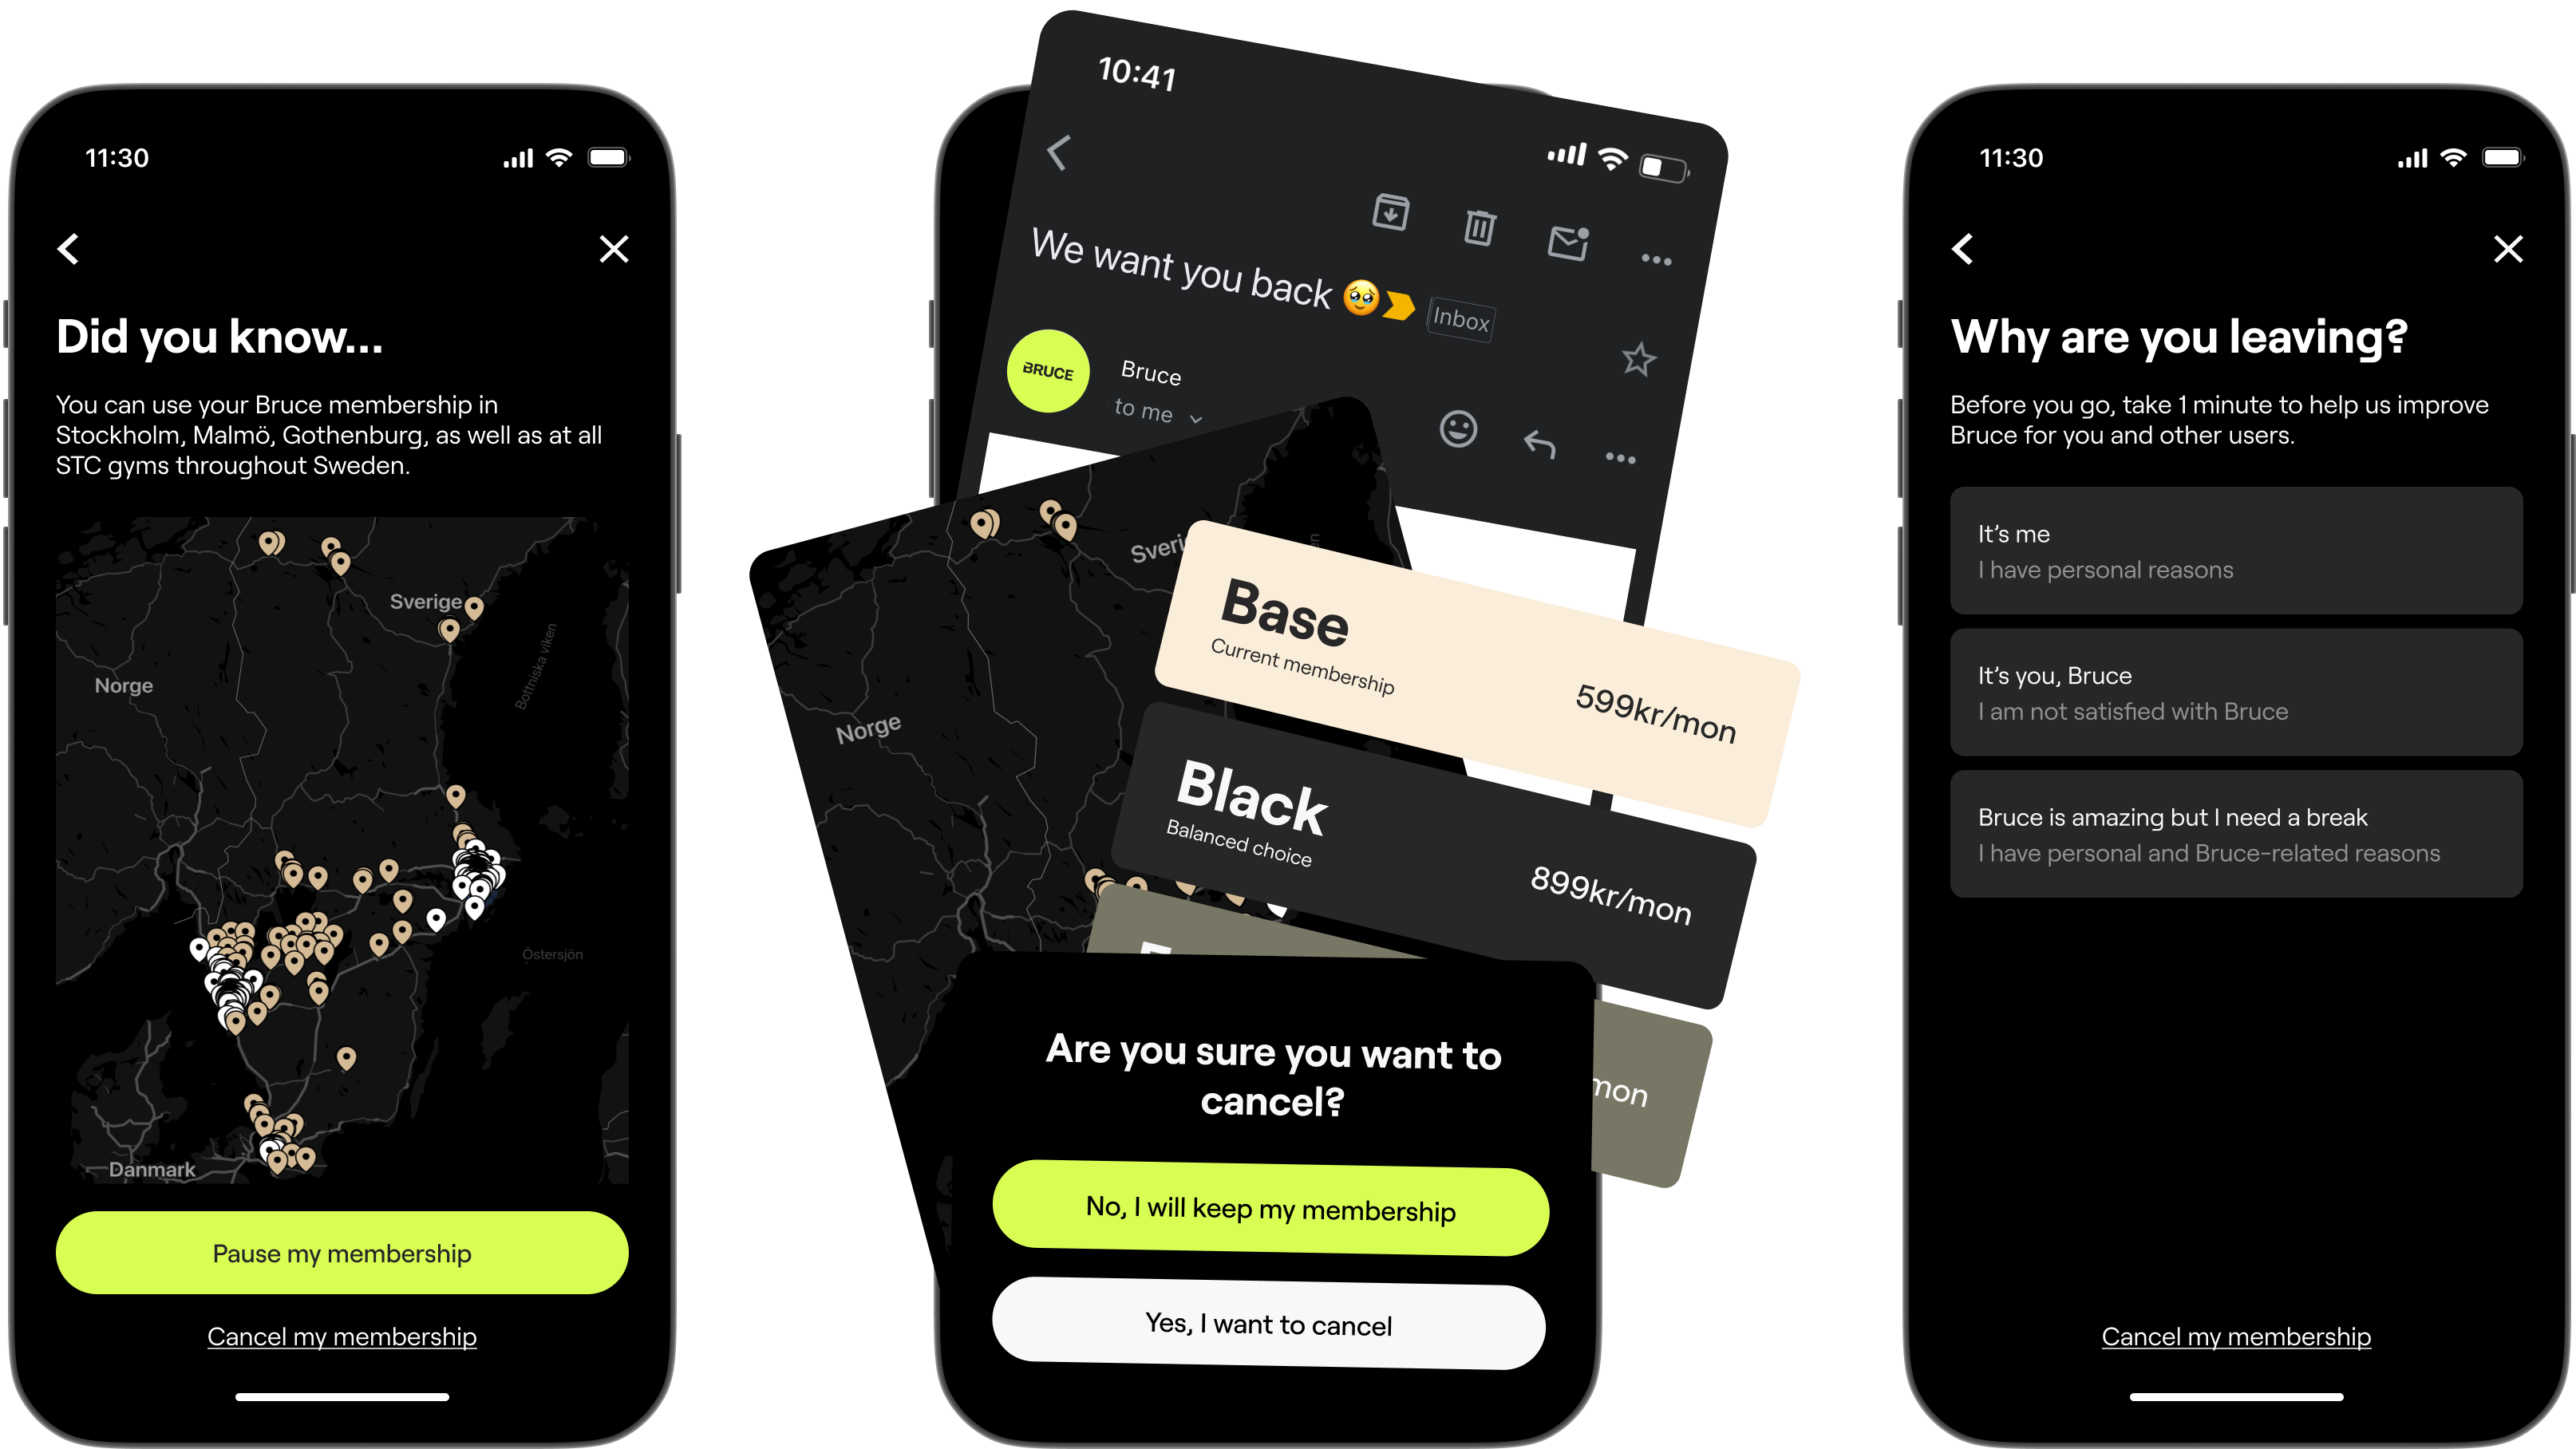 11:30
Did you know...
You can use your Bruce membership in
Stockholm, Malmö, Gothenburg, as well as at all
STC gyms throughout Sweden.
Sverige
Norge
Bottniska viken
Östersjön
Danmark
Pause my membership
Cancel my membership
10:41
We want you back 🥹 Inbox
BRUCE
Bruce
to me
Norge
Base
Current membership
599kr/mon
Black
Balanced choice
899kr/mon
Are you sure you want to
cancel?
No, I will keep my membership
Yes, I want to cancel
11:30
Why are you leaving?
Before you go, take 1 minute to help us improve
Bruce for you and other users.
It's me
I have personal reasons
It's you, Bruce
I am not satisfied with Bruce
Bruce is amazing but I need a break
I have personal and Bruce-related reasons
Cancel my membership